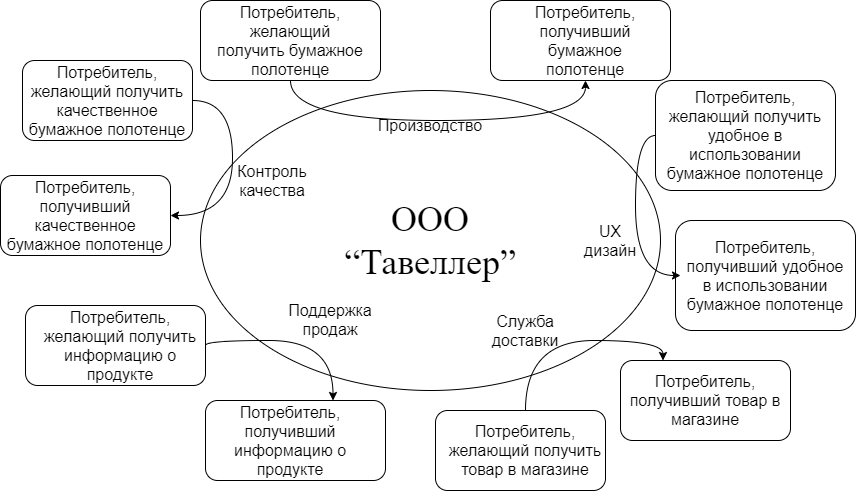 Потребитель,
желающий
получить бумажное
полотенце
Потребитель,
получивший
бумажное
полотенце
Потребитель,
желающий получить
качественное
бумажное полотенце
Производство
Потребитель,
желающий получить
удобное в
использовании
бумажное полотенце
Контроль
качества
Потребитель,
получивший
качественное
бумажное полотенце
ООО
“Тавеллер”
UX
дизайн
Потребитель,
получивший удобное
в использовании
бумажное полотенце
Потребитель,
желающий получить
информацию о
продукте
Поддержка
продаж
Служба
доставки
Потребитель,
получивший товар в
магазине
Потребитель,
получивший
информацию о
продукте
Потребитель,
желающий получить
товар в магазине